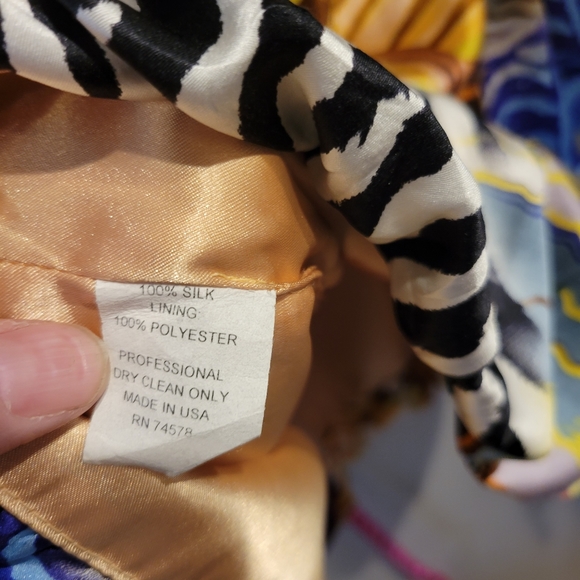 100% SILK
LINING
100% POLYESTER
PROFESSIONAL
DRY CLEAN ONLY
MADE IN USA
RN 74578